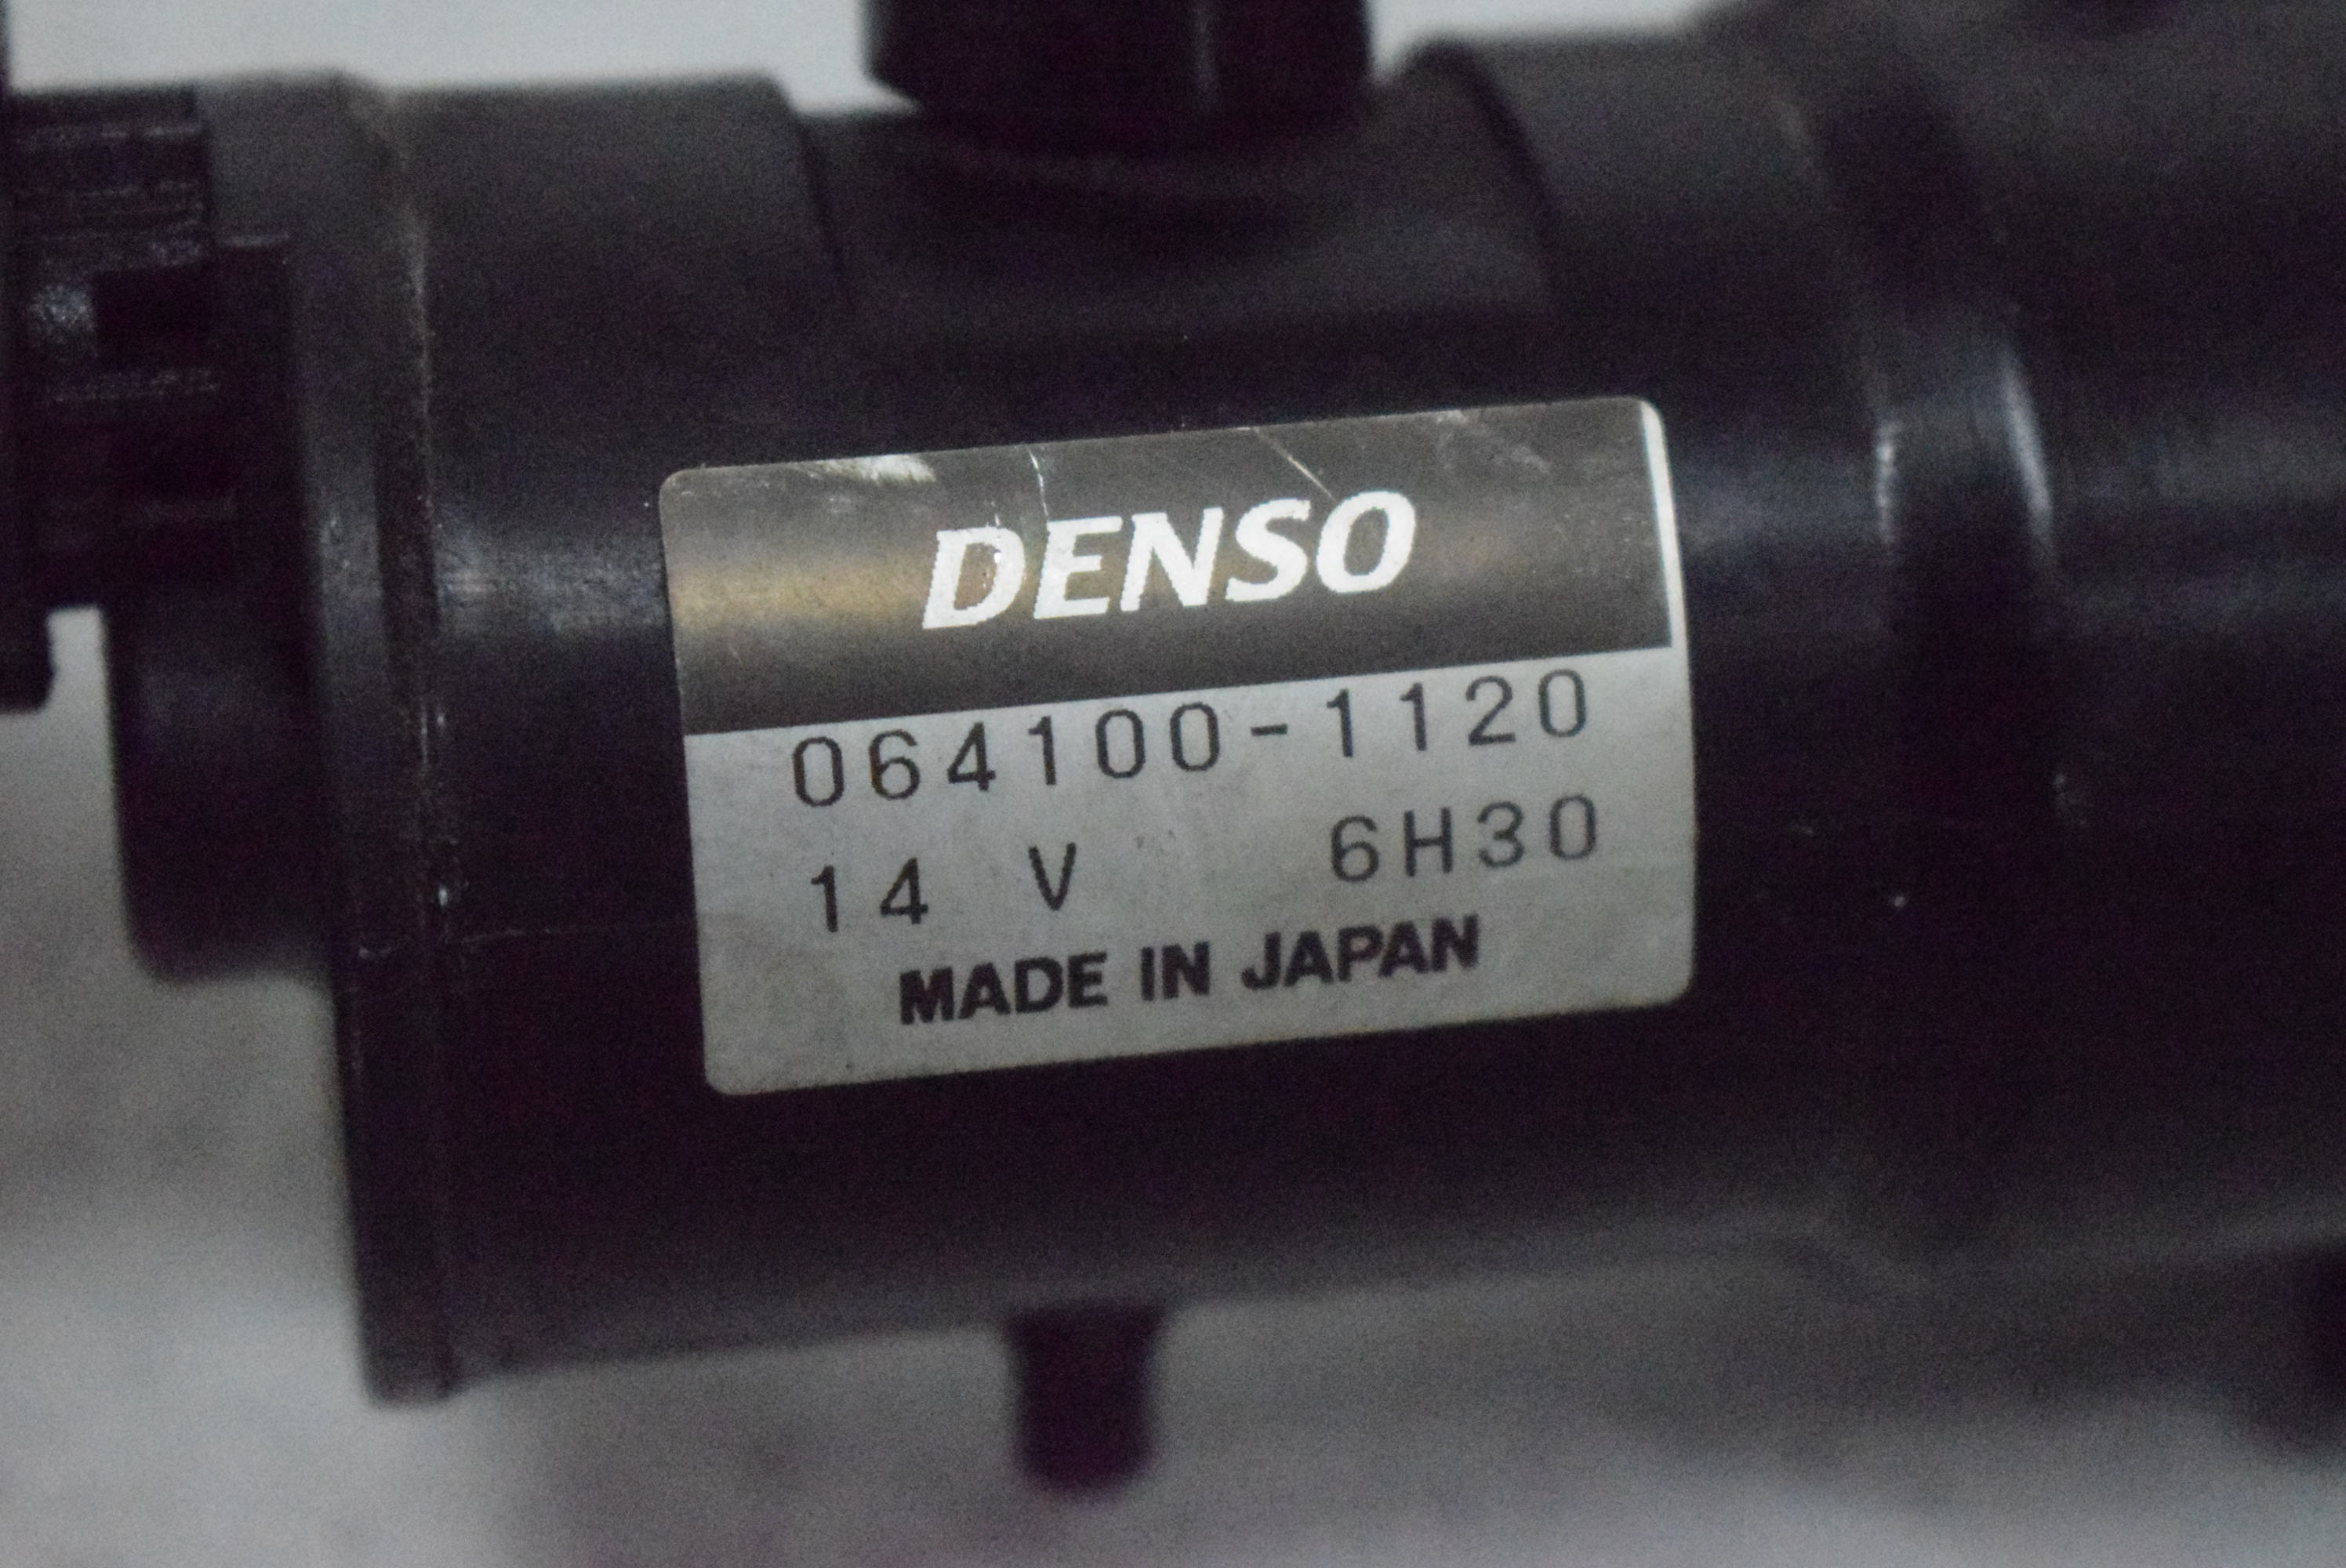 DENSO
064100-1120
14 V 6H30
MADE IN JAPAN